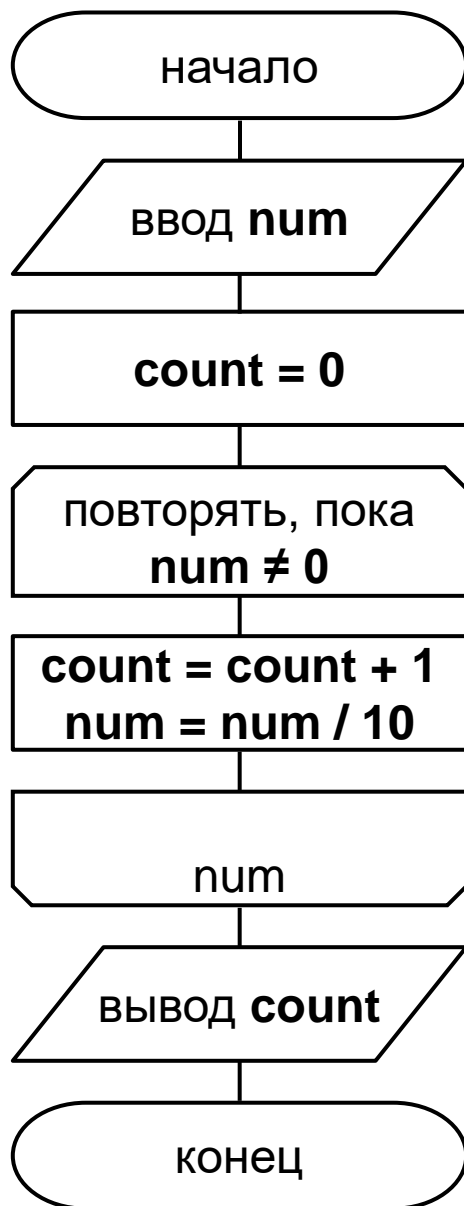 начало
ввод num
count = 0
повторять, пока
num ≠ 0
count = count + 1
num = num / 10
num
вывод count
конец